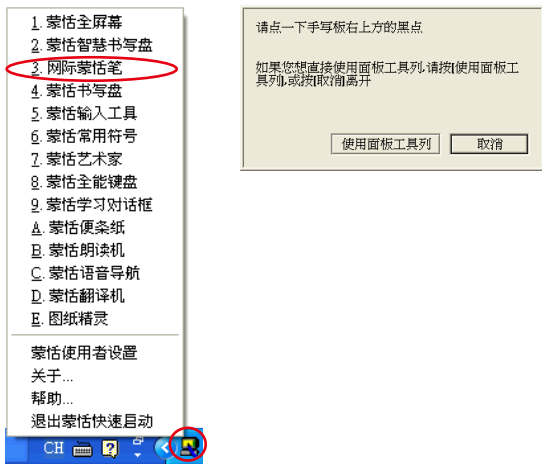 1. 蒙恬全屏幕
2. 蒙恬智慧书写盘
3. 网际蒙恬笔
4. 蒙恬书写盘
5. 蒙恬输入工具
6. 蒙恬常用符号
7. 蒙恬艺术家
8. 蒙恬全能键盘
9. 蒙恬学习对话框
A. 蒙恬便条纸
B. 蒙恬朗读机
C. 蒙恬语音导航
D. 蒙恬翻译机
E. 图纸精灵
蒙恬使用者设置
关于...
帮助...
退出蒙恬快速启动
CH
请点一下手写板右上方的黑点
如果您想直接使用面板工具列,请按[使用面板工
具列],或按[取消]离开
使用面板工具列
取消